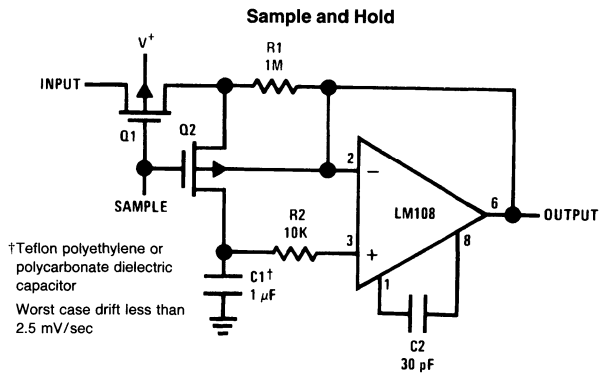 Sample and Hold
V+
R1
1M
INPUT
Q1
Q2
SAMPLE
2
−
LM108
6
OUTPUT
8
R2
10K
3
+
1
†Teflon polyethylene or
polycarbonate dielectric
capacitor
C1†
1 μF
Worst case drift less than
2.5 mV/sec
C2
30 pF